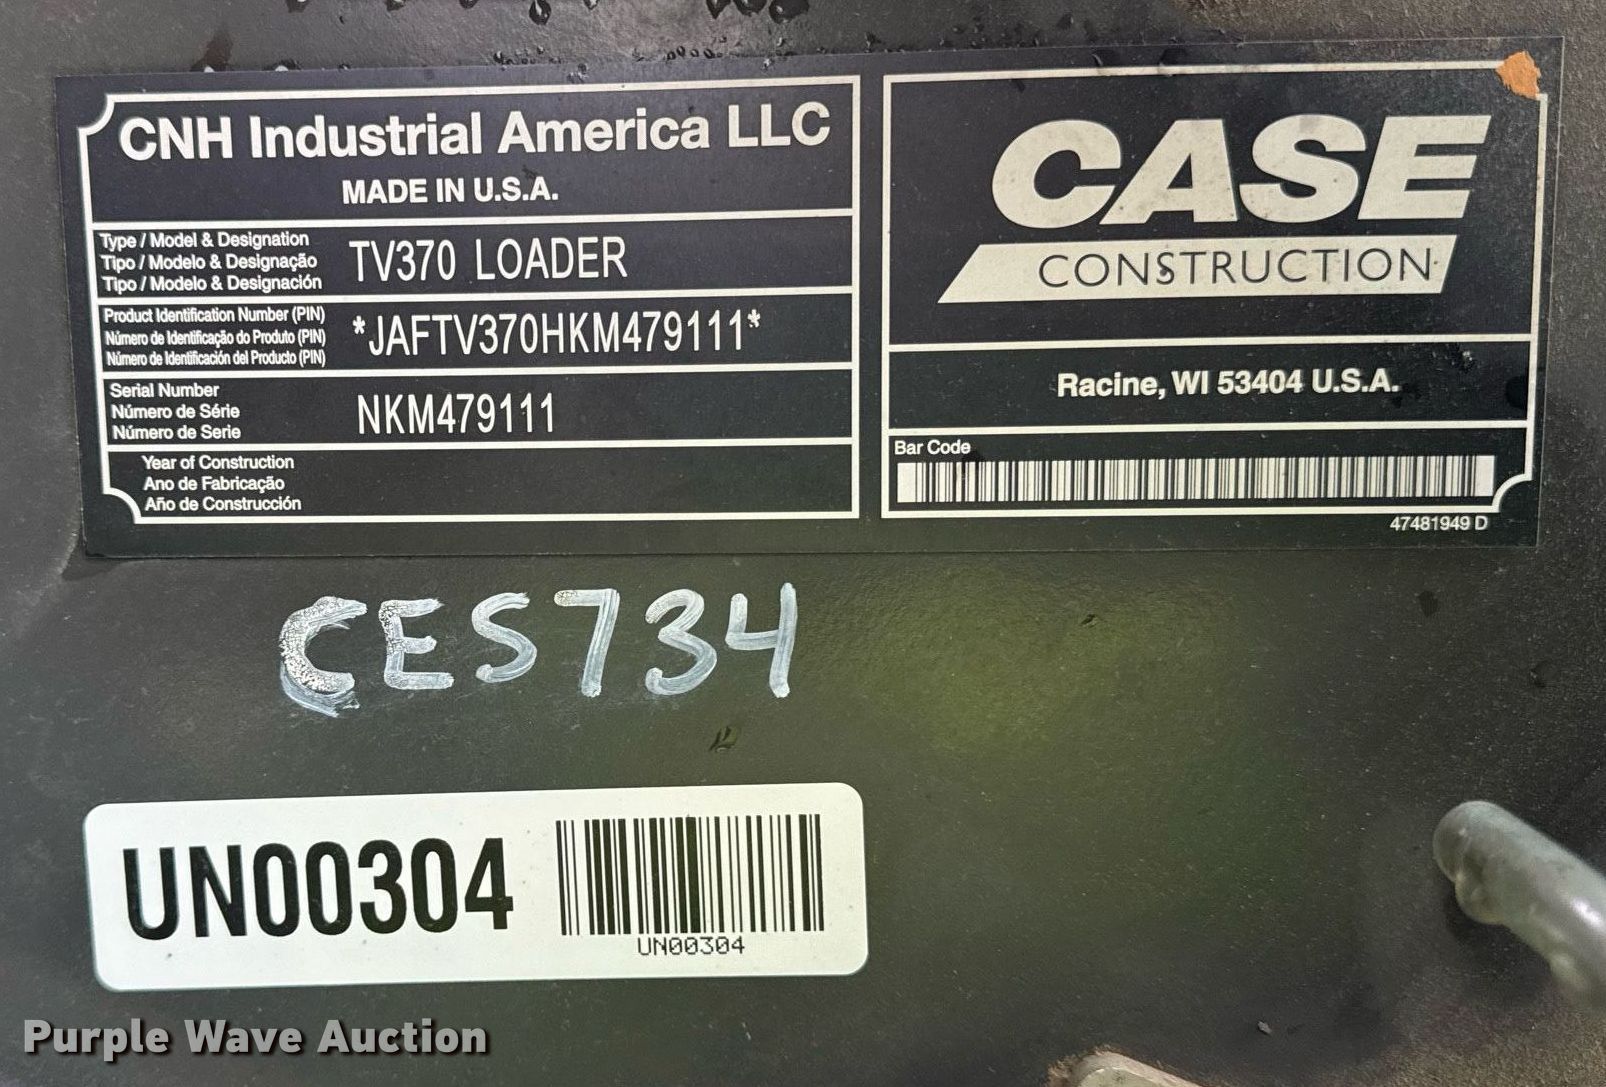 CNH Industrial America LLC
MADE IN U.S.A.
Type / Model & Designation
Tipo / Modelo & Designação
Tipo / Modelo & Designación
TV370 LOADER
Product Identification Number (PIN)
Número de Identificação do Produto (PIN)
Número de Identificación del Producto (PIN)
*JAFTV370HKM479111*
Serial Number
Número de Série
Número de Serie
NKM479111
Year of Construction
Ano de Fabricação
Año de Construcción
CASE
CONSTRUCTION
Racine, WI 53404 U.S.A.
Bar Code
47481949 D
CES734
UN00304
UN00304
Purple Wave Auction